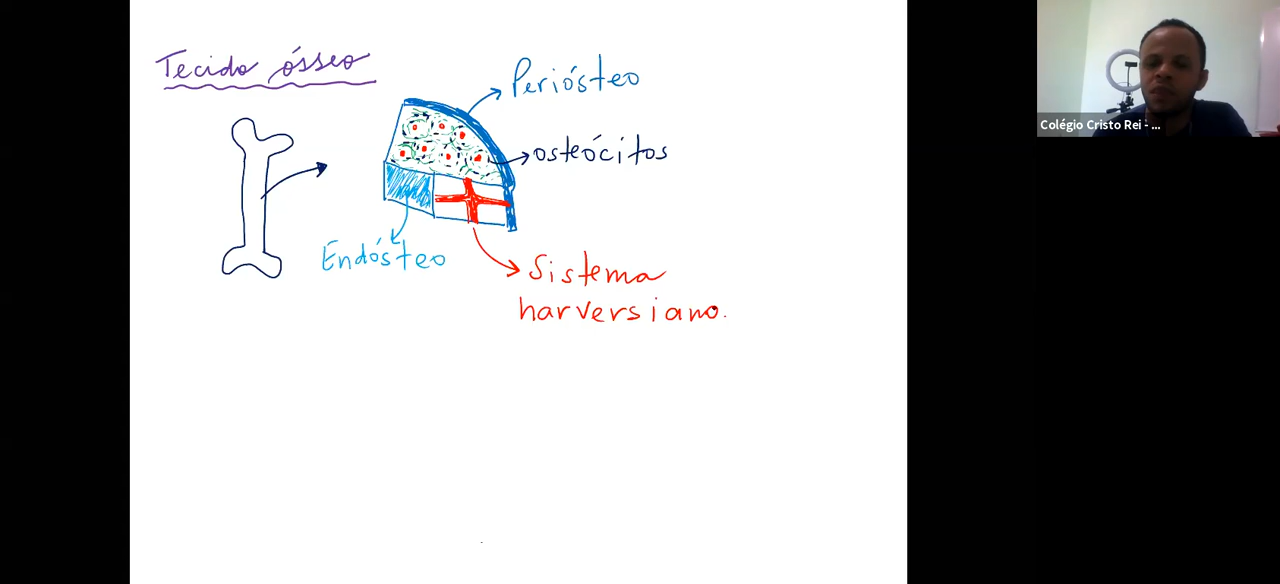 Tecido ósseo
Periósteo
osteócitos
Endósteo
Sistema
harversiano.
Colégio Cristo Rei - ...